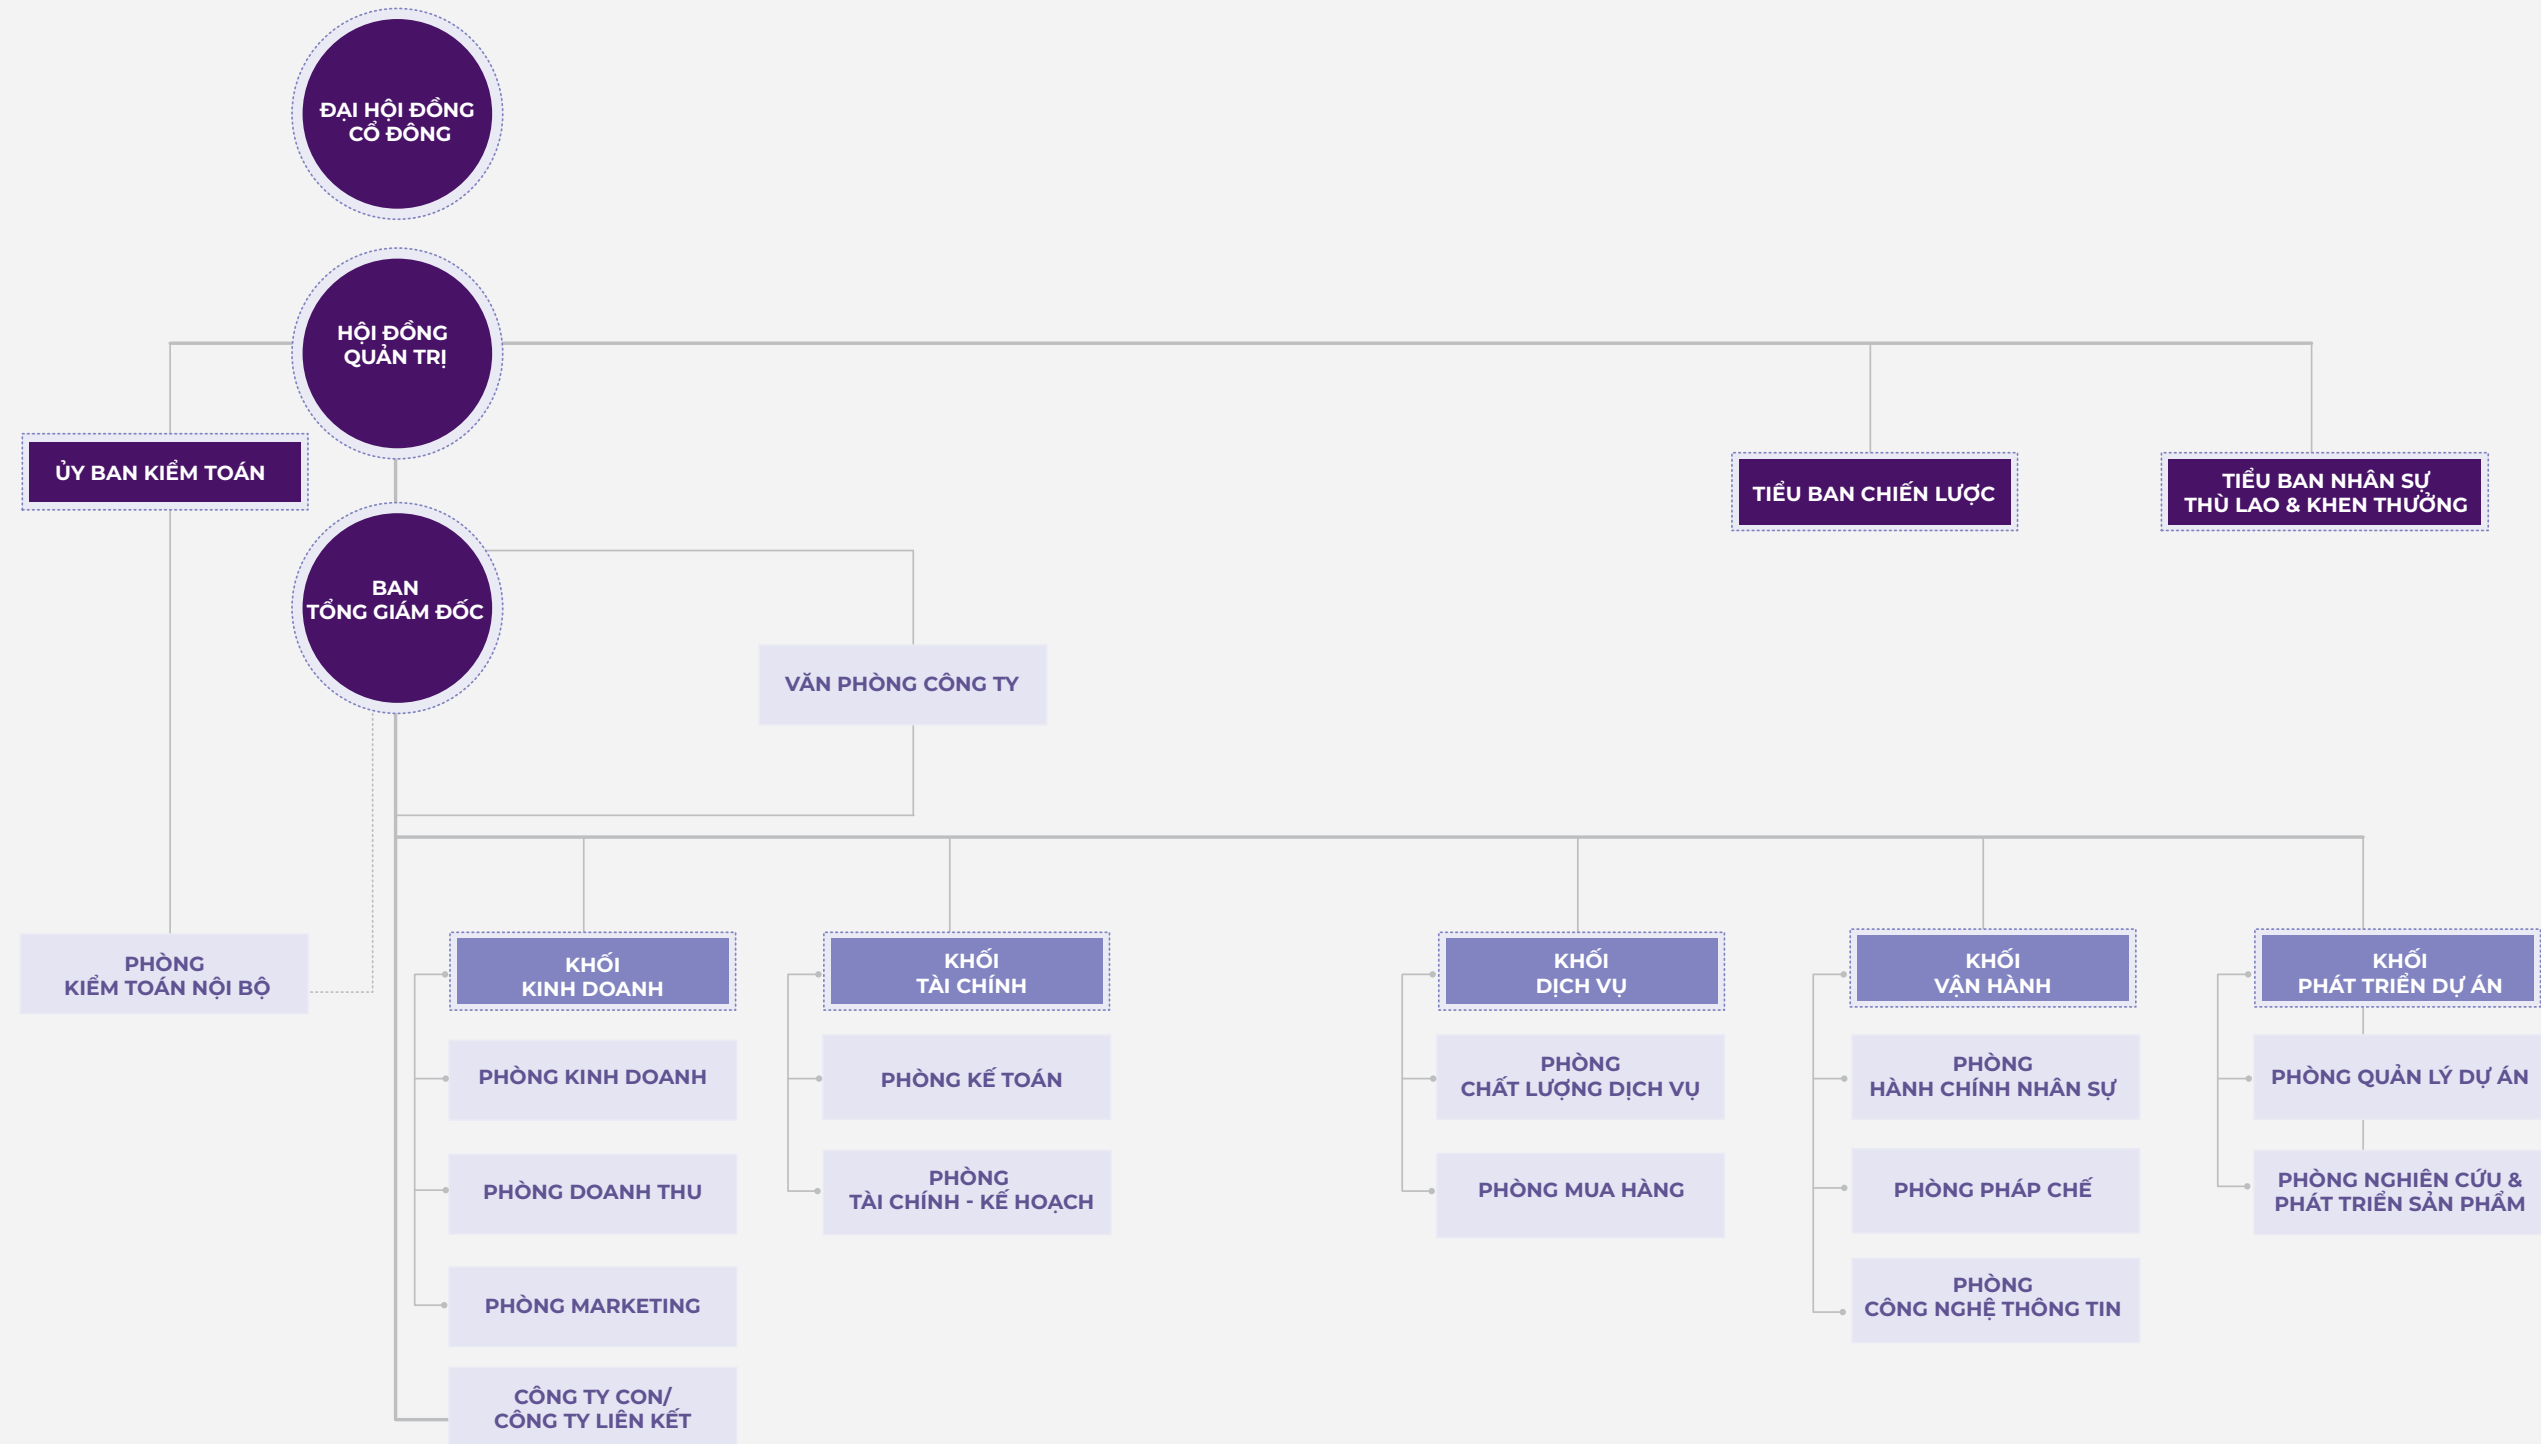 ĐẠI HỘI ĐỒNG
CỔ ĐÔNG
HỘI ĐỒNG
QUẢN TRỊ
ỦY BAN KIỂM TOÁN
TIỂU BAN CHIẾN LƯỢC
TIỂU BAN NHÂN SỰ
THÙ LAO & KHEN THƯỞNG
BAN
TỔNG GIÁM ĐỐC
VĂN PHÒNG CÔNG TY
PHÒNG
KIỂM TOÁN NỘI BỘ
KHỐI
KINH DOANH
PHÒNG KINH DOANH
PHÒNG DOANH THU
PHÒNG MARKETING
CÔNG TY CON/
CÔNG TY LIÊN KẾT
KHỐI
TÀI CHÍNH
PHÒNG KẾ TOÁN
PHÒNG
TÀI CHÍNH - KẾ HOẠCH
KHỐI
DỊCH VỤ
PHÒNG
CHẤT LƯỢNG DỊCH VỤ
PHÒNG MUA HÀNG
KHỐI
VẬN HÀNH
PHÒNG
HÀNH CHÍNH NHÂN SỰ
PHÒNG PHÁP CHẾ
PHÒNG
CÔNG NGHỆ THÔNG TIN
KHỐI
PHÁT TRIỂN DỰ ÁN
PHÒNG QUẢN LÝ DỰ ÁN
PHÒNG NGHIÊN CỨU &
PHÁT TRIỂN SẢN PHẨM